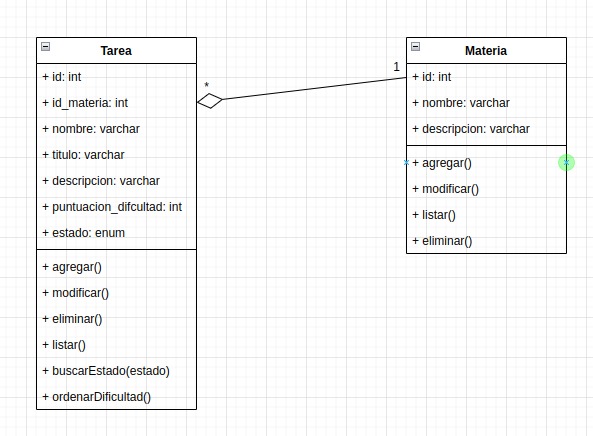 Tarea
+ id: int
+ id_materia: int
+ nombre: varchar
+ titulo: varchar
+ descripcion: varchar
+ puntuacion_difcultad: int
+ estado: enum
+ agregar()
+ modificar()
+ eliminar()
+ listar()
+ buscarEstado(estado)
+ ordenarDificultad()
*
1
Materia
+ id: int
+ nombre: varchar
+ descripcion: varchar
+ agregar()
+ modificar()
+ listar()
+ eliminar()